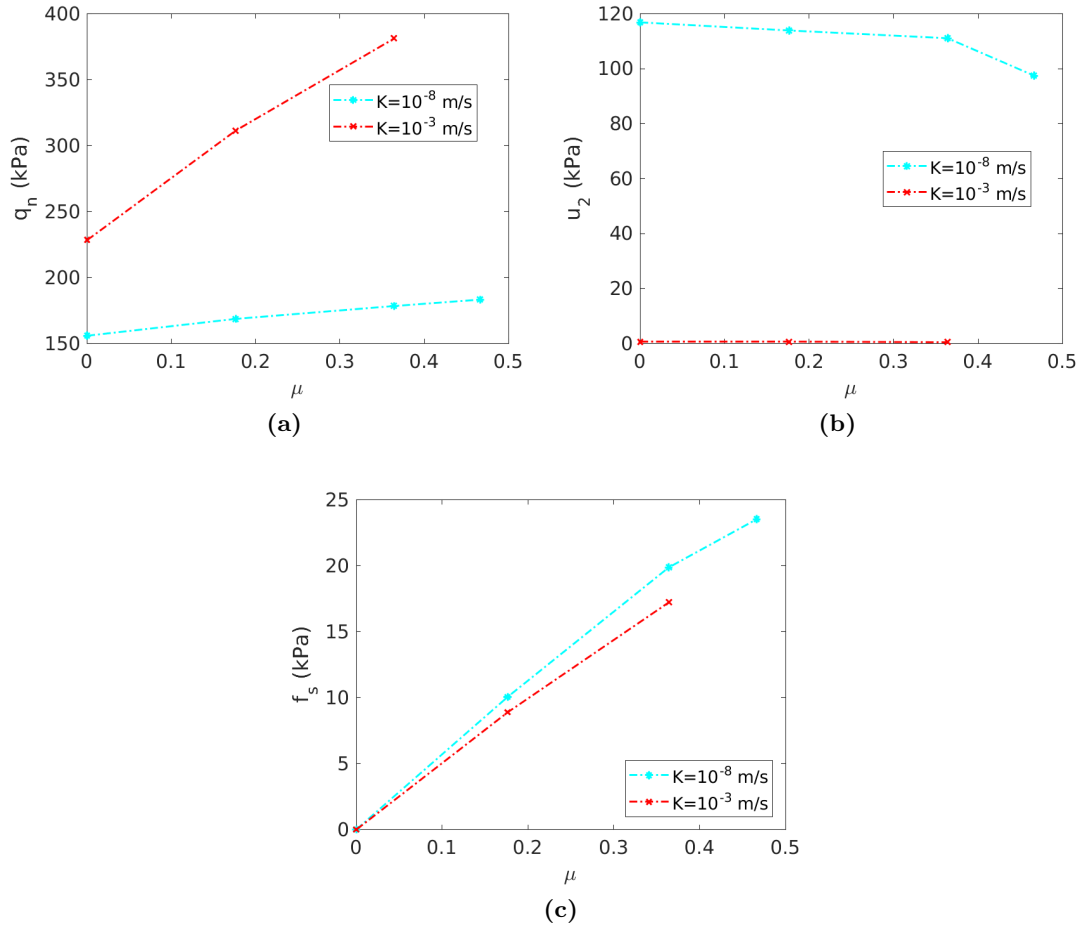 400
350
300
250
200
150
q_n (kPa)
K=10^-8 m/s
K=10^-3 m/s
0 0.1 0.2 0.3 0.4 0.5
μ
(a)
120
100
80
60
40
20
0
u_2 (kPa)
K=10^-8 m/s
K=10^-3 m/s
0 0.1 0.2 0.3 0.4 0.5
μ
(b)
25
20
15
10
5
0
f_s (kPa)
K=10^-8 m/s
K=10^-3 m/s
0 0.1 0.2 0.3 0.4 0.5
μ
(c)